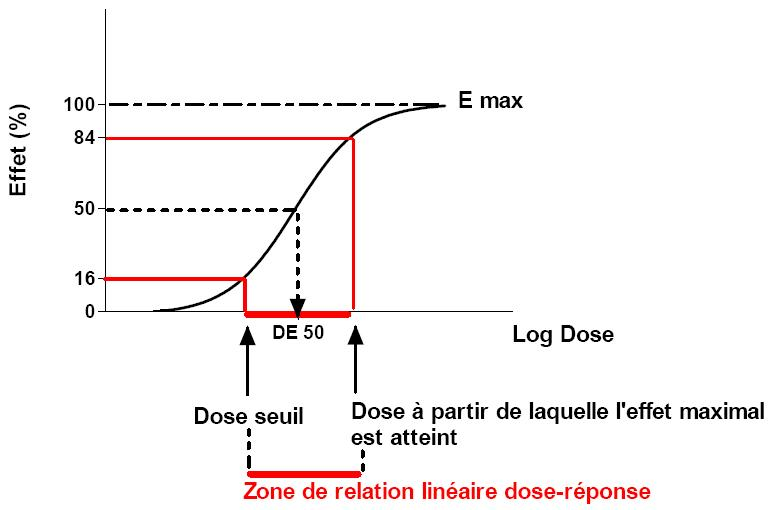 Effet (%)
100
E max
84
50
16
0
DE 50
Log Dose
Dose seuil
Dose à partir de laquelle l'effet maximal
est atteint
Zone de relation linéaire dose-réponse